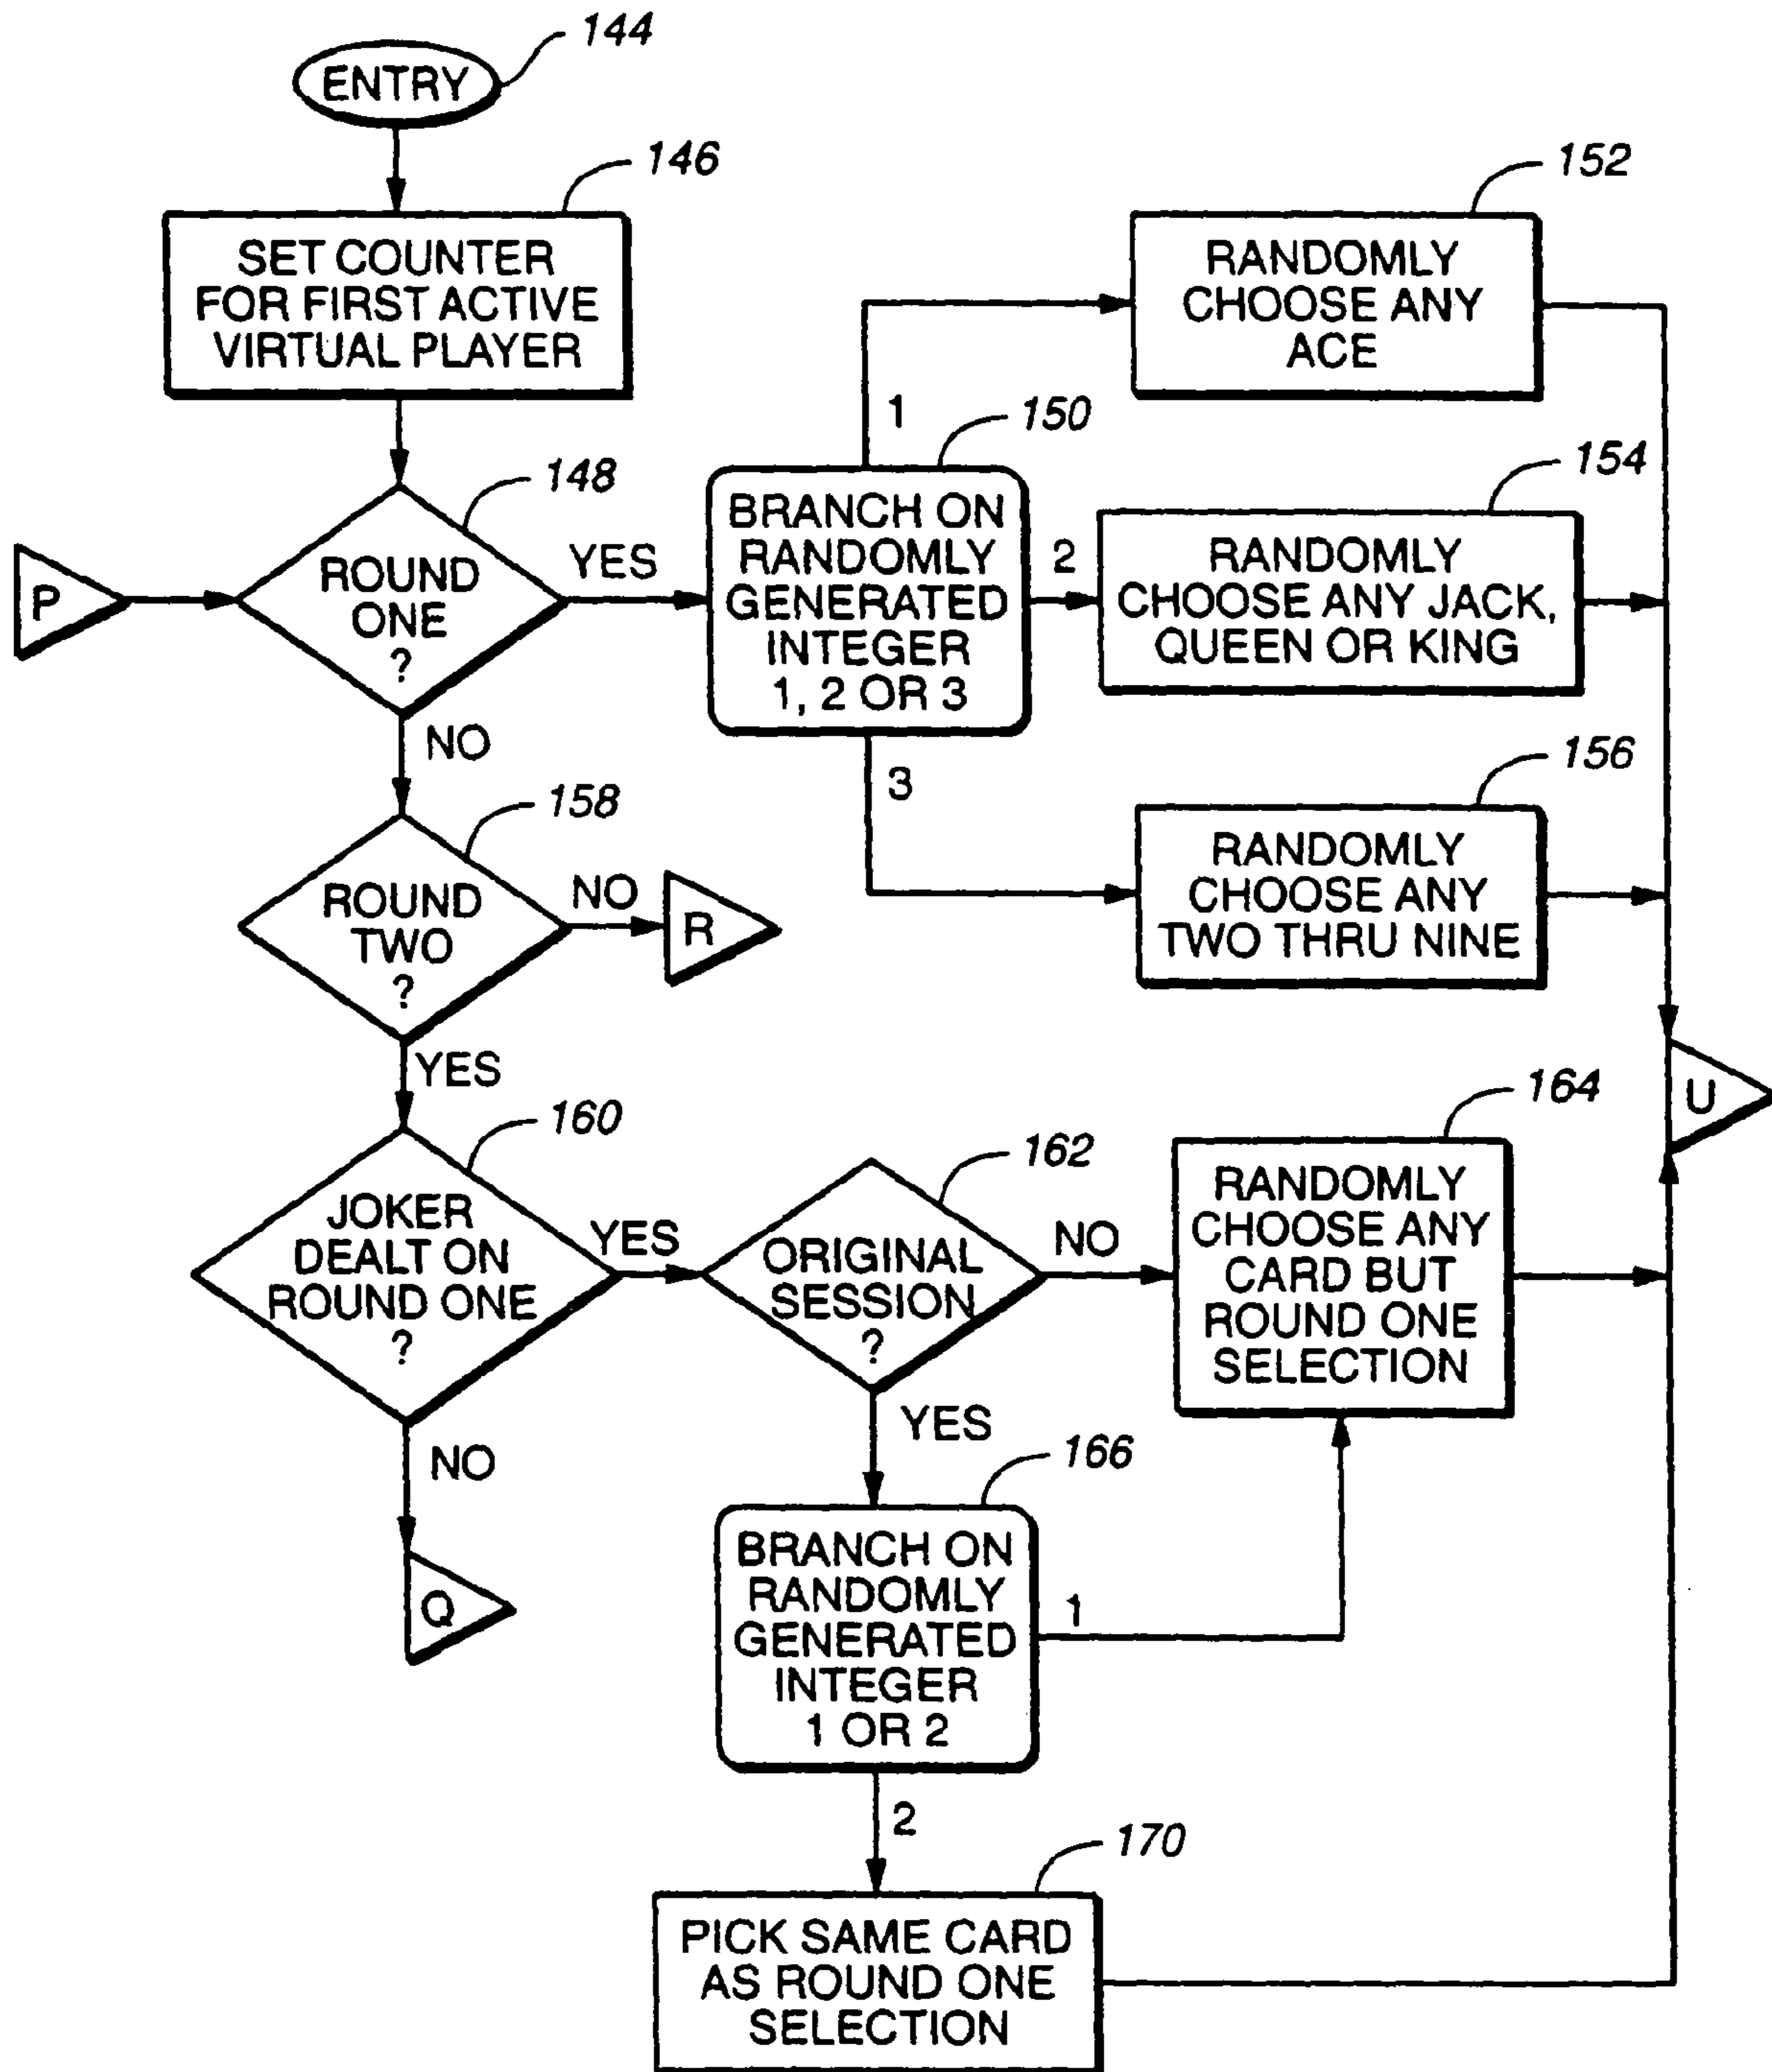 144
ENTRY
146
SET COUNTER
FOR FIRST ACTIVE
VIRTUAL PLAYER
152
RANDOMLY
CHOOSE ANY
ACE
1
150
BRANCH ON
RANDOMLY
GENERATED
INTEGER
1, 2 OR 3
148
P
ROUND
ONE
?
YES
2
154
RANDOMLY
CHOOSE ANY JACK,
QUEEN OR KING
NO
3
156
RANDOMLY
CHOOSE ANY
TWO THRU NINE
158
ROUND
TWO
?
NO
R
YES
U
160
JOKER
DEALT ON
ROUND ONE
?
YES
162
ORIGINAL
SESSION
?
NO
164
RANDOMLY
CHOOSE ANY
CARD BUT
ROUND ONE
SELECTION
NO
Q
YES
166
BRANCH ON
RANDOMLY
GENERATED
INTEGER
1 OR 2
1
2
170
PICK SAME CARD
AS ROUND ONE
SELECTION